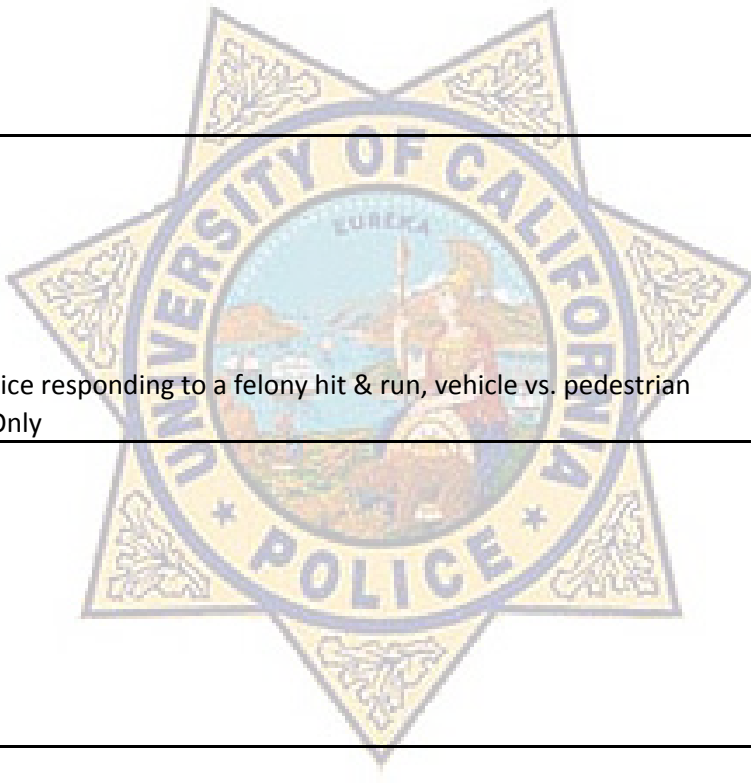 UNIVERSITY OF CALIFORNIA
EUREKA
ice responding to a felony hit & run, vehicle vs. pedestrian
Only
POLICE